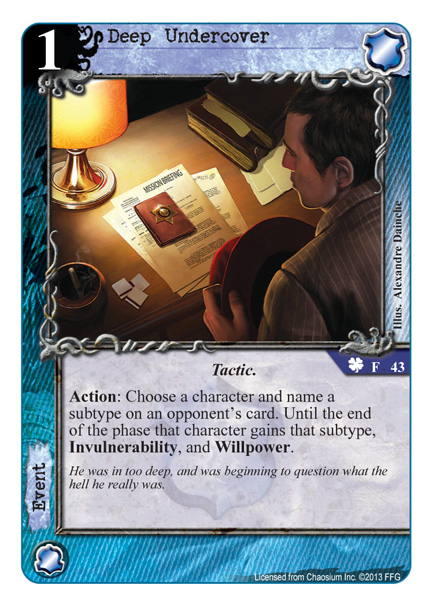 1
Deep Undercover
MISSION BRIEFING
Illus. Alexandre Dainche
F 43
Tactic.
Action: Choose a character and name a
subtype on an opponent's card. Until the end
of the phase that character gains that subtype,
Invulnerability, and Willpower.
He was in too deep, and was beginning to question what the
hell he really was.
Event
Licensed from Chaosium Inc. ©2013 FFG